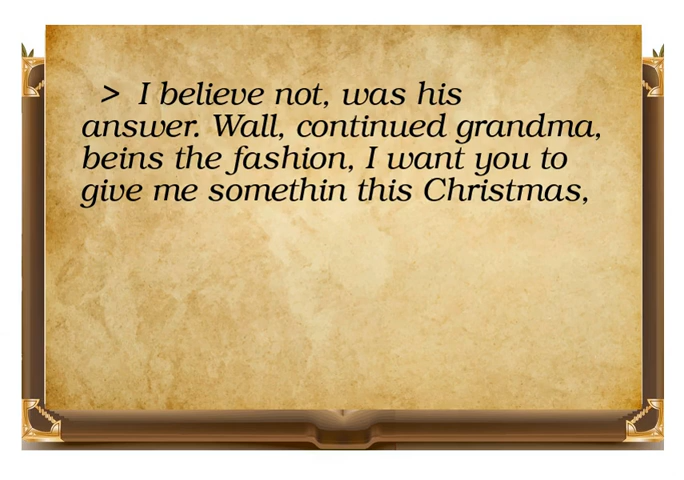 > I believe not, was his
answer. Wall, continued grandma,
beins the fashion, I want you to
give me somethin this Christmas,